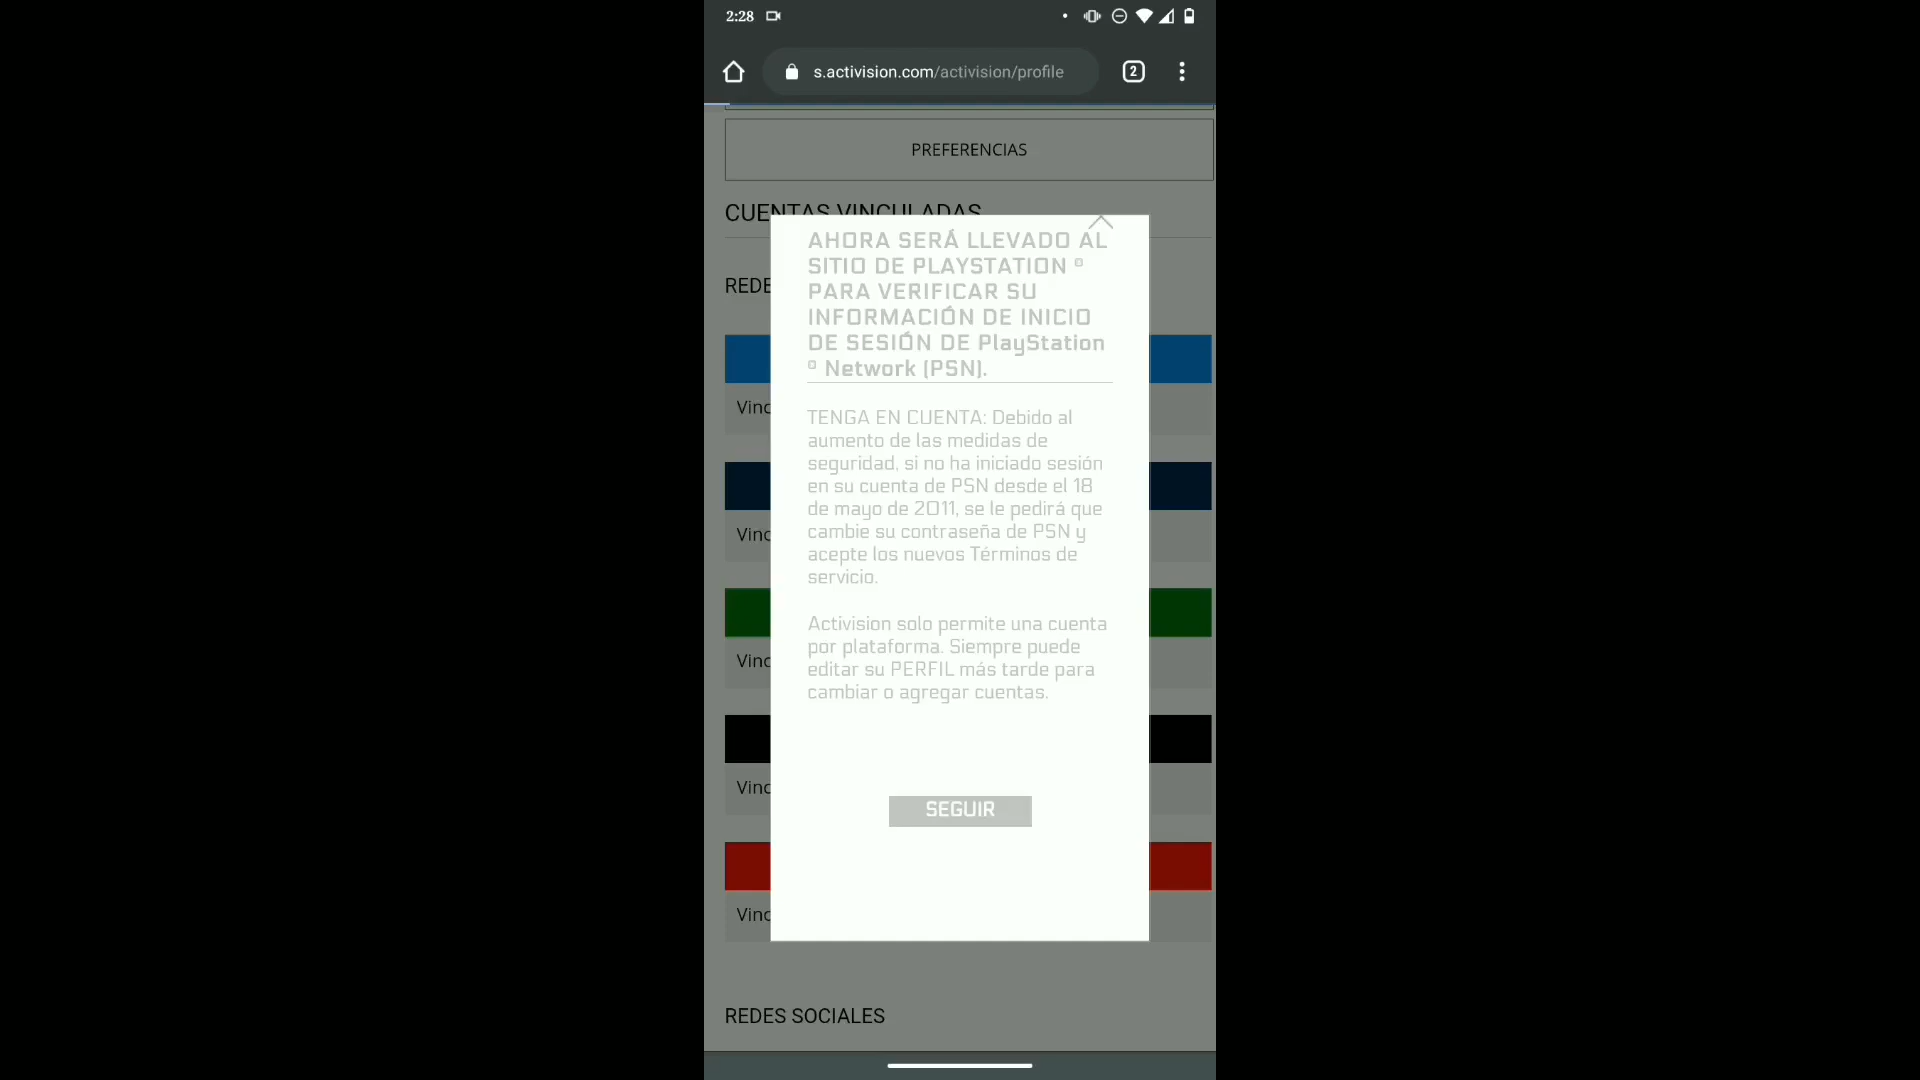 2:28
s.activision.com/activision/profile
2
PREFERENCIAS
CUENTAS VINCULADAS
AHORA SERÁ LLEVADO AL
SITIO DE PLAYSTATION ®
PARA VERIFICAR SU
INFORMACIÓN DE INICIO
DE SESIÓN DE PlayStation
® Network (PSN).
REDE
TENGA EN CUENTA: Debido al
aumento de las medidas de
seguridad, si no ha iniciado sesión
en su cuenta de PSN desde el 18
de mayo de 2011, se le pedirá que
cambie su contraseña de PSN y
acepte los nuevos Términos de
servicio.
Activision solo permite una cuenta
por plataforma. Siempre puede
editar su PERFIL más tarde para
cambiar o agregar cuentas.
SEGUIR
Vinc
Vinc
Vinc
Vinc
Vinc
REDES SOCIALES